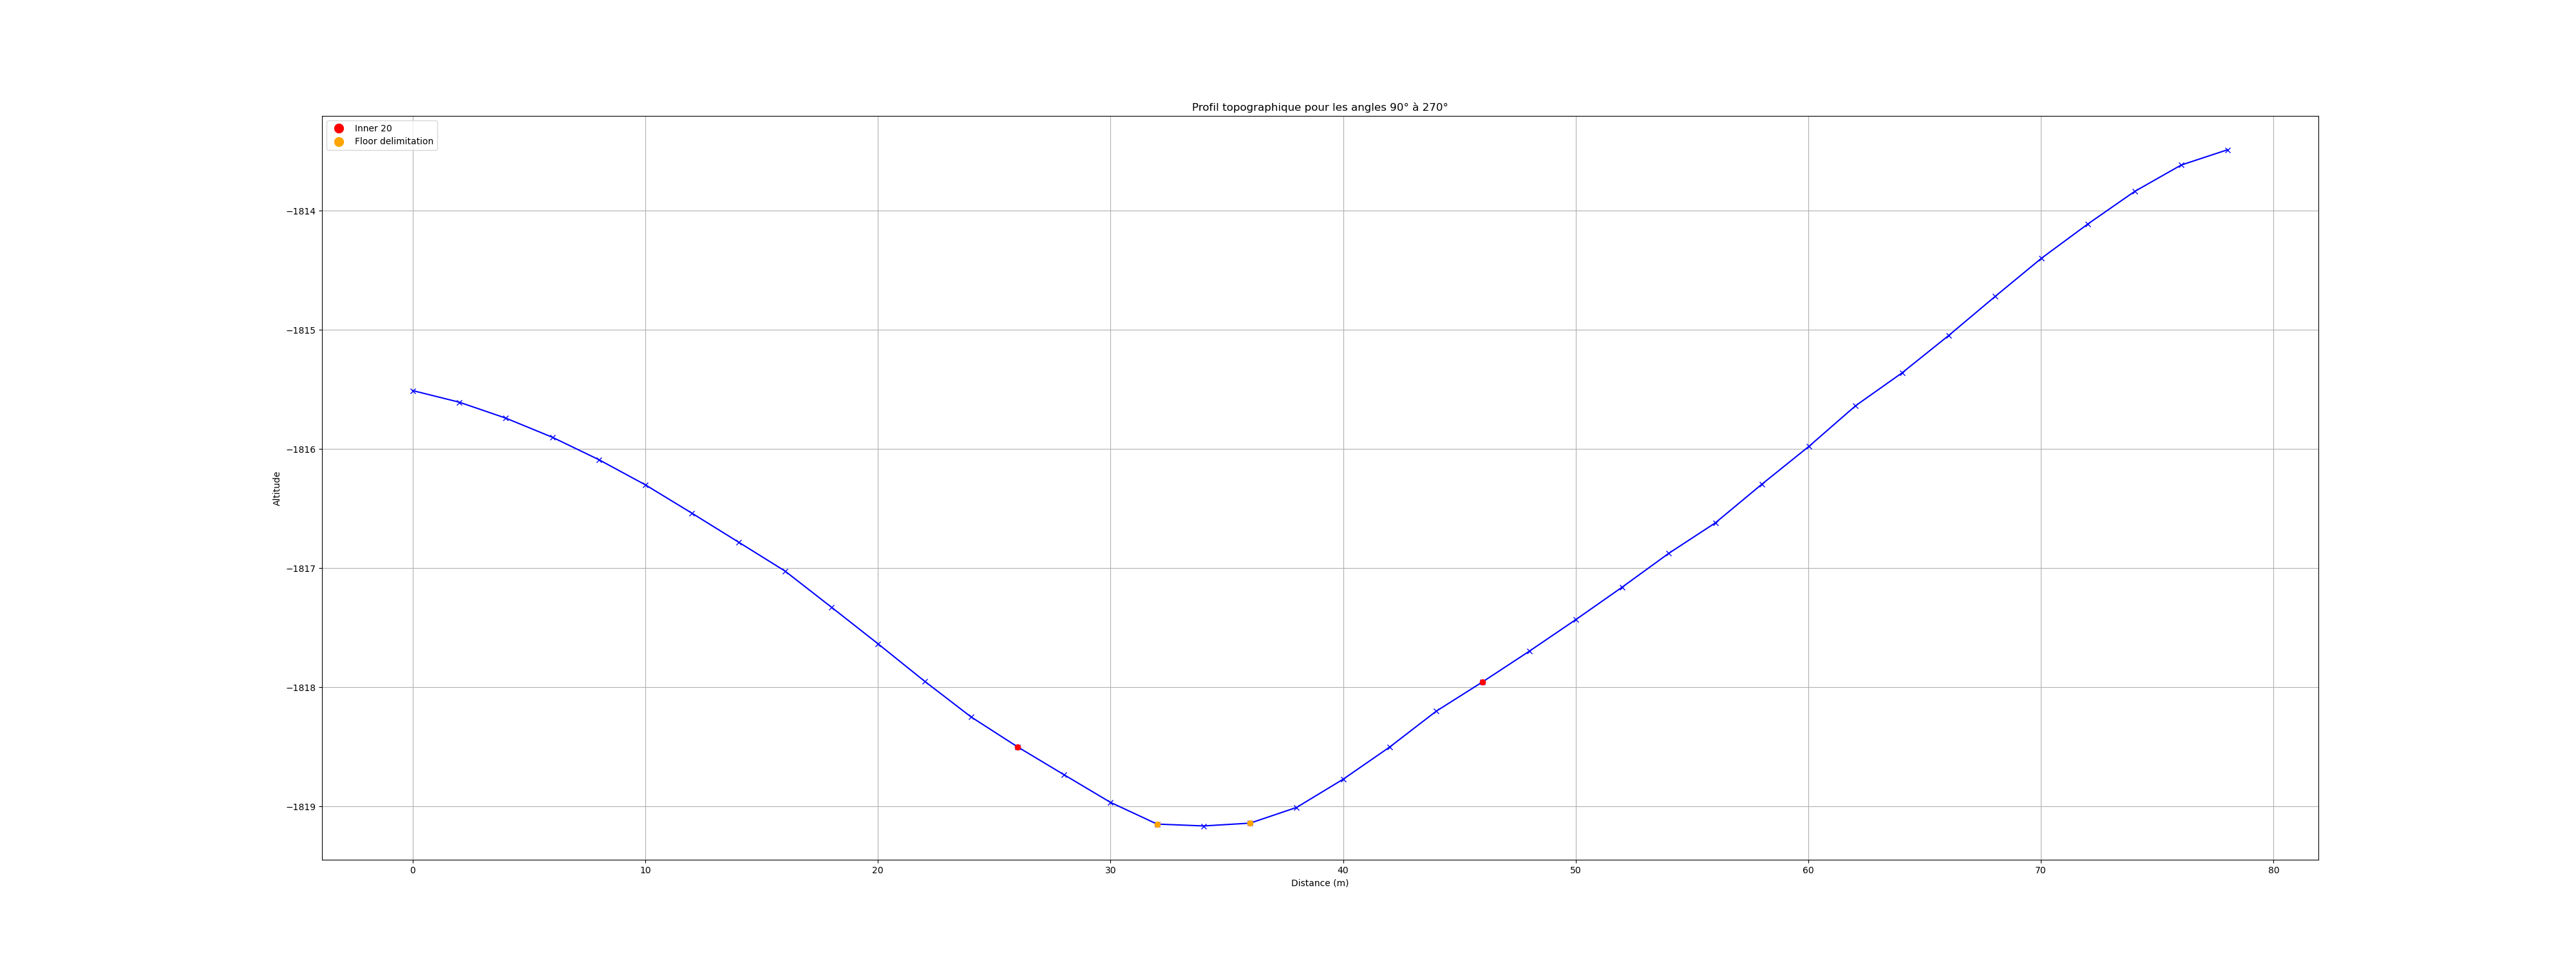 Profil topographique pour les angles 90° à 270°
Inner 20
Floor delimitation
−1814
−1815
−1816
−1817
−1818
−1819
Altitude
0 10 20 30 40 50 60 70 80
Distance (m)